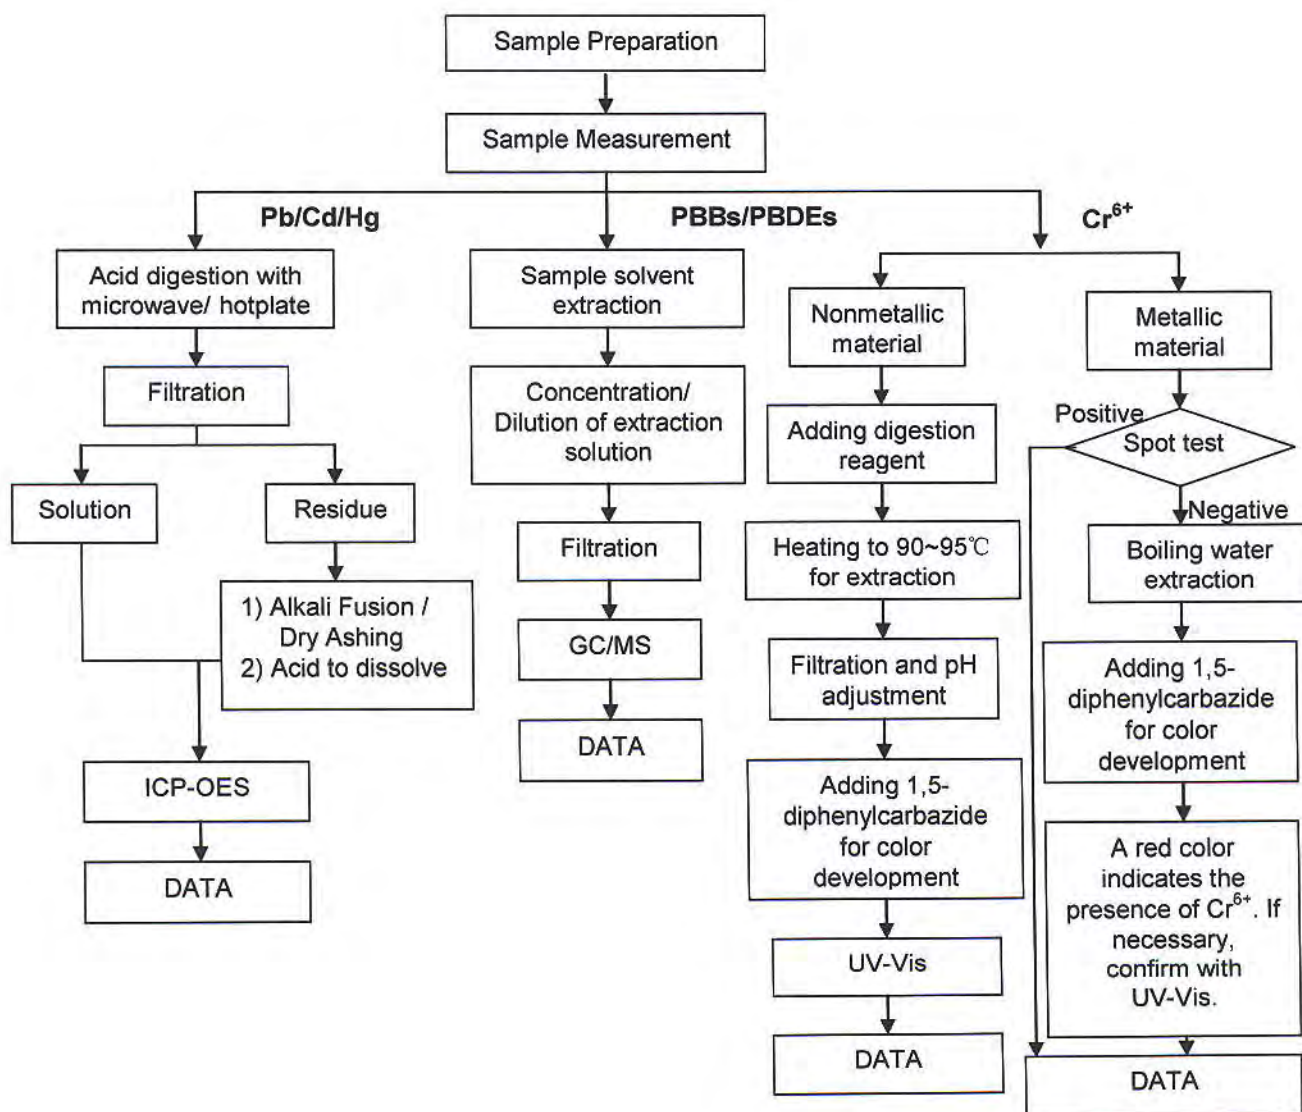 Sample Preparation
Sample Measurement
Pb/Cd/Hg
PBBs/PBDEs
Cr⁶⁺
Acid digestion with
microwave/ hotplate
Filtration
Solution
Residue
1) Alkali Fusion /
Dry Ashing
2) Acid to dissolve
ICP-OES
DATA
Sample solvent
extraction
Concentration/
Dilution of extraction
solution
Filtration
GC/MS
DATA
Nonmetallic
material
Adding digestion
reagent
Heating to 90~95℃
for extraction
Filtration and pH
adjustment
Adding 1,5-
diphenylcarbazide
for color
development
UV-Vis
DATA
Metallic
material
Positive
Spot test
Negative
Boiling water
extraction
Adding 1,5-
diphenylcarbazide
for color
development
A red color
indicates the
presence of Cr⁶⁺. If
necessary,
confirm with
UV-Vis.
DATA